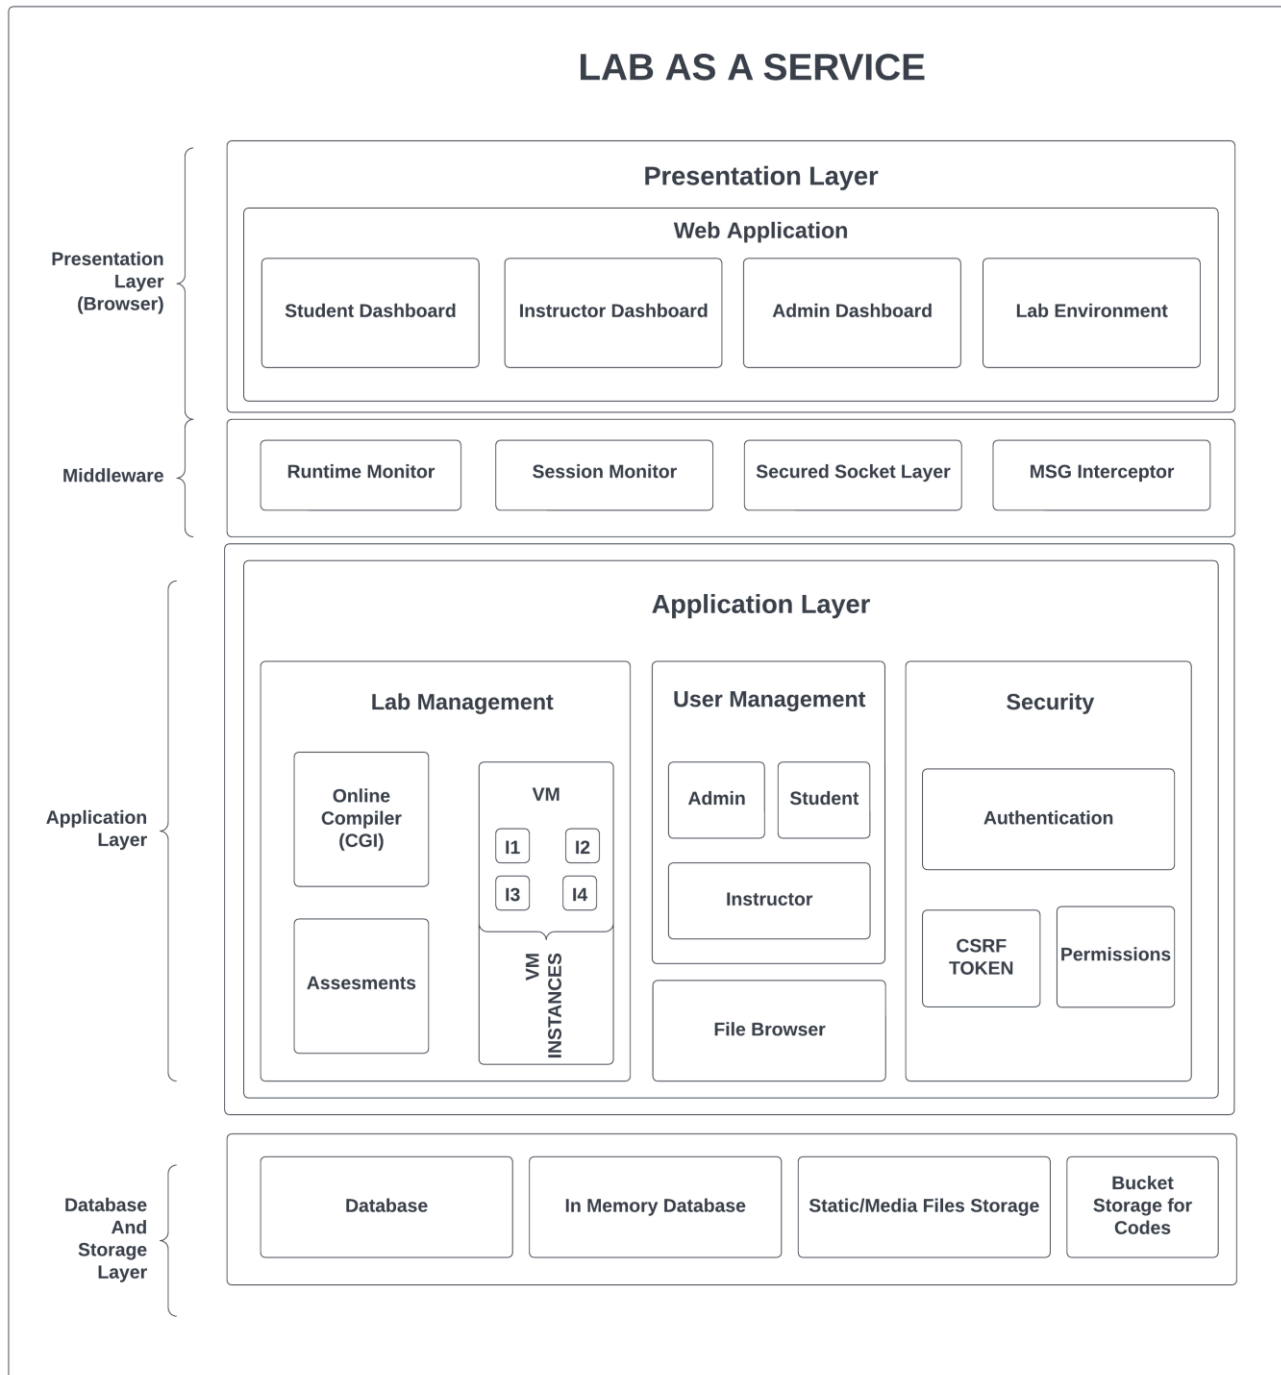 LAB AS A SERVICE
Presentation Layer
Web Application
Presentation
Layer
(Browser)
Student Dashboard
Instructor Dashboard
Admin Dashboard
Lab Environment
Middleware
Runtime Monitor
Session Monitor
Secured Socket Layer
MSG Interceptor
Application Layer
Application
Layer
Lab Management
Online
Compiler
(CGI)
VM
I1
I2
I3
I4
VM
INSTANCES
Assesments
User Management
Admin
Student
Instructor
File Browser
Security
Authentication
CSRF
TOKEN
Permissions
Database
And
Storage
Layer
Database
In Memory Database
Static/Media Files Storage
Bucket
Storage for
Codes